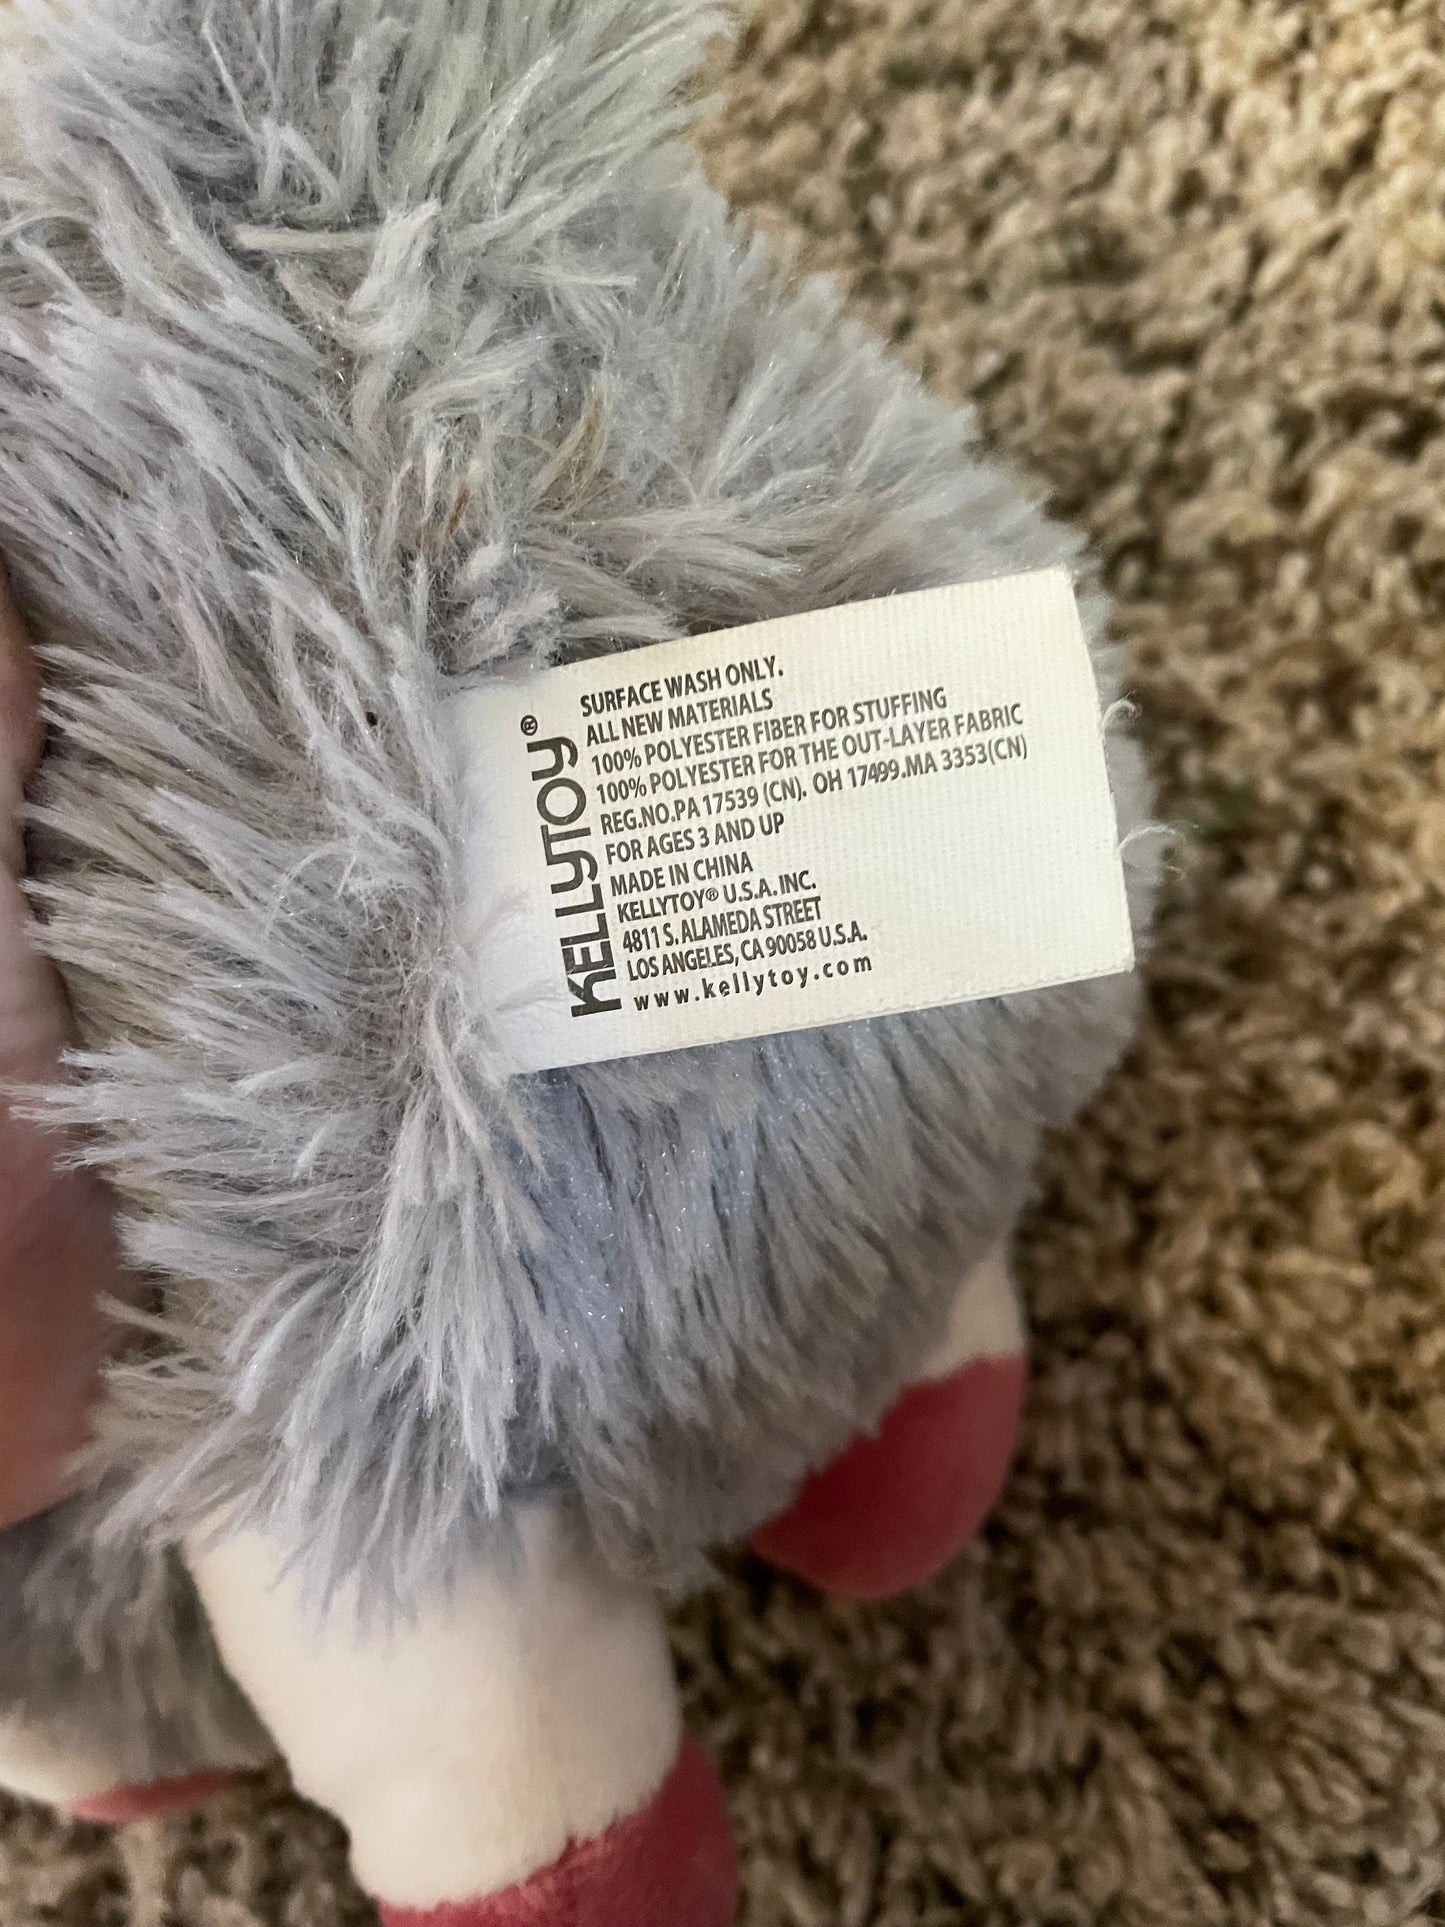 KELLYTOY®
SURFACE WASH ONLY.
ALL NEW MATERIALS
100% POLYESTER FIBER FOR STUFFING
100% POLYESTER FOR THE OUT-LAYER FABRIC
REG.NO.PA 17539 (CN). OH 17499.MA 3353(CN)
FOR AGES 3 AND UP
MADE IN CHINA
KELLYTOY® U.S.A. INC.
4811 S. ALAMEDA STREET
LOS ANGELES, CA 90058 U.S.A.
www.kellytoy.com